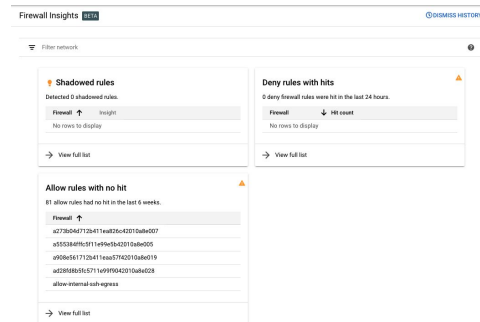 Firewall Insights BETA
DISMISS HISTORY
Filter network
Shadowed rules
Detected 0 shadowed rules.
Firewall Insight
No rows to display
View full list
Deny rules with hits
0 deny firewall rules were hit in the last 24 hours.
Firewall Hit count
No rows to display
View full list
Allow rules with no hit
81 allow rules had no hit in the last 6 weeks.
Firewall
a273b04d712b411ea826c42010a8e007
a555384fffc5f11e99e5b42010a8e005
a908e561712b411eaa57f42010a8e019
ad28fd8b5fc5711e99f9042010a8e028
allow-internal-ssh-egress
View full list